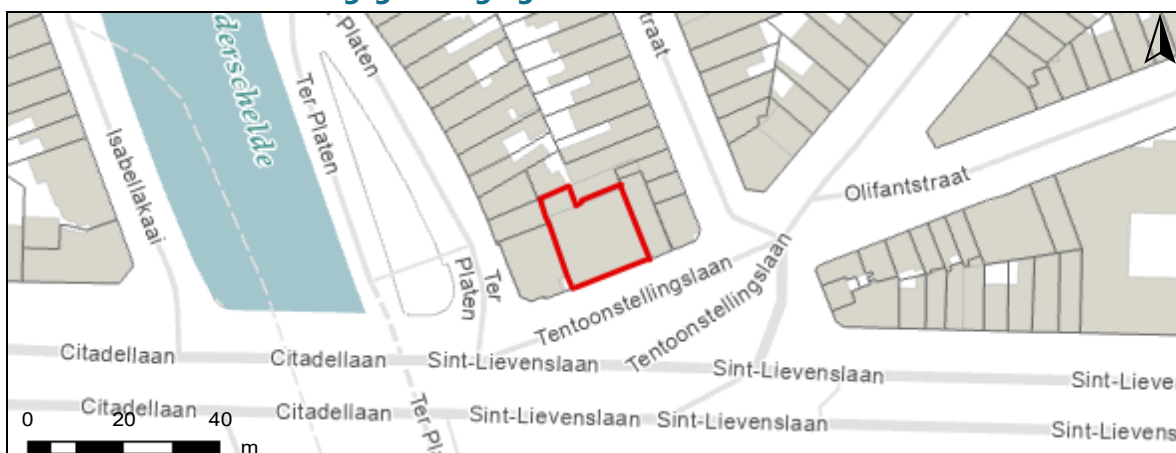 derschelde
Platen
traat
Ter Platen
Isabellakaai
Olifantstraat
Ter
Platen
Tentoonstellingslaan
Tentoonstellingslaan
Citadellaan
Citadellaan
Sint-Lievenslaan
Sint-Lievenslaan
Sint-Lieve
Citadellaan
Citadellaan
Ter Pla
Sint-Lievenslaan
Sint-Lievenslaan
Sint-Lievens
0 20 40
m